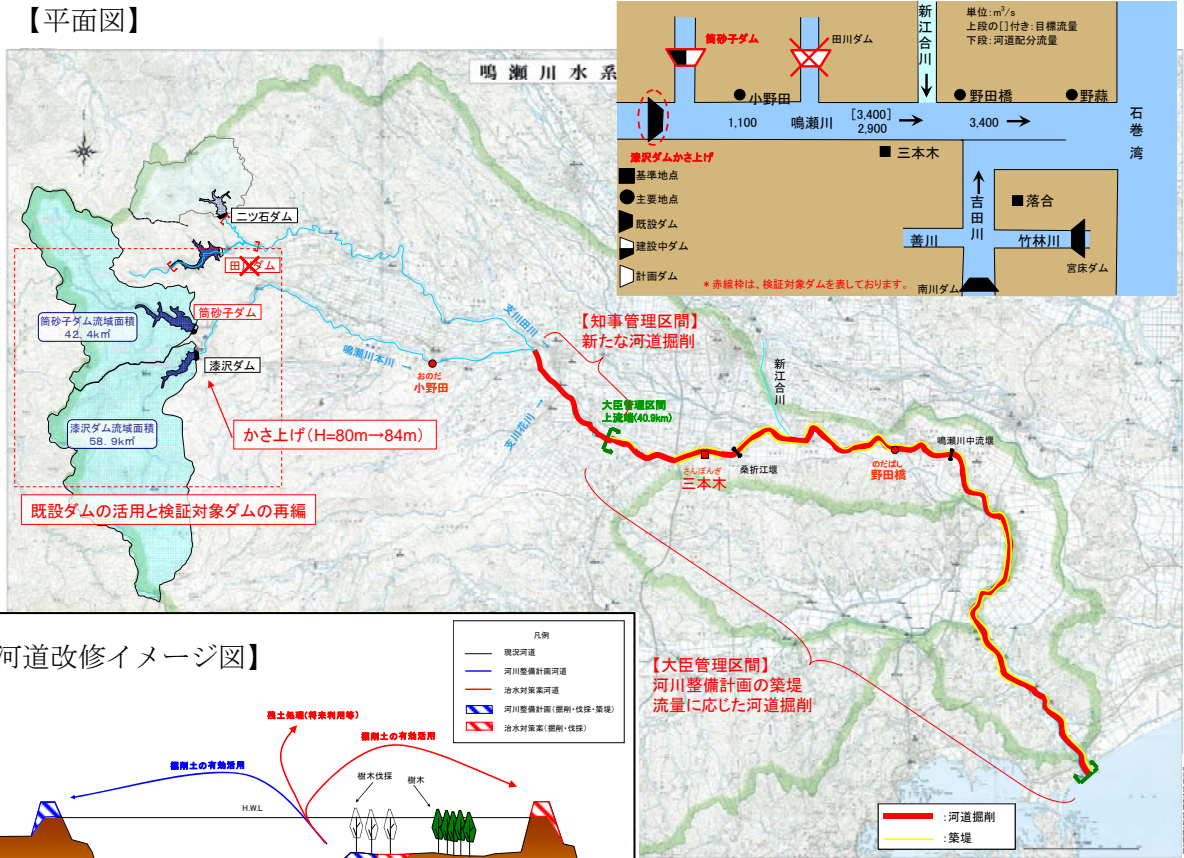 【平面図】
鳴瀬川水系
筒砂子ダム
田川ダム
新江合川
単位:m³/s
上段の[]付き:目標流量
下段:河道配分流量
小野田
野田橋
野蒜
1,100
鳴瀬川
[3,400]
2,900
3,400
石巻湾
漆沢ダムかさ上げ
三本木
基準地点
主要地点
既設ダム
建設中ダム
計画ダム
吉田川
落合
善川
竹林川
宮床ダム
南川ダム
*赤線枠は、検証対象ダムを表しております。
二ツ石ダム
田川ダム
筒砂子ダム
筒砂子ダム流域面積
42.4k㎡
漆沢ダム
漆沢ダム流域面積
58.9k㎡
かさ上げ(H=80m→84m)
既設ダムの活用と検証対象ダムの再編
支川田川
鳴瀬川本川
おのだ
小野田
支川花川
【知事管理区間】
新たな河道掘削
大臣管理区間
上流端(40.9km)
新江合川
さんぼんぎ
三本木
桑折江堰
のだばし
野田橋
鳴瀬川中流堰
【大臣管理区間】
河川整備計画の築堤
流量に応じた河道掘削
:河道掘削
:築堤
河道改修イメージ図】
凡例
現況河道
河川整備計画河道
治水対策案河道
河川整備計画(掘削・伐採・築堤)
治水対策案(掘削・伐採)
残土処理(将来利用等)
掘削土の有効活用
掘削土の有効活用
樹木伐採
樹木
H.W.L